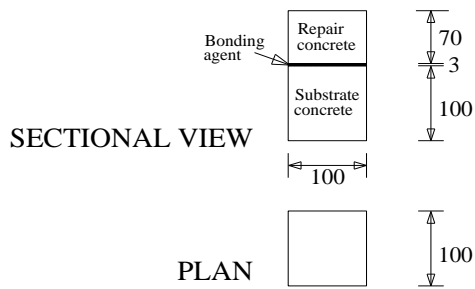 Repair
concrete
70
Bonding
agent
3
Substrate
concrete
100
SECTIONAL VIEW
100
100
PLAN